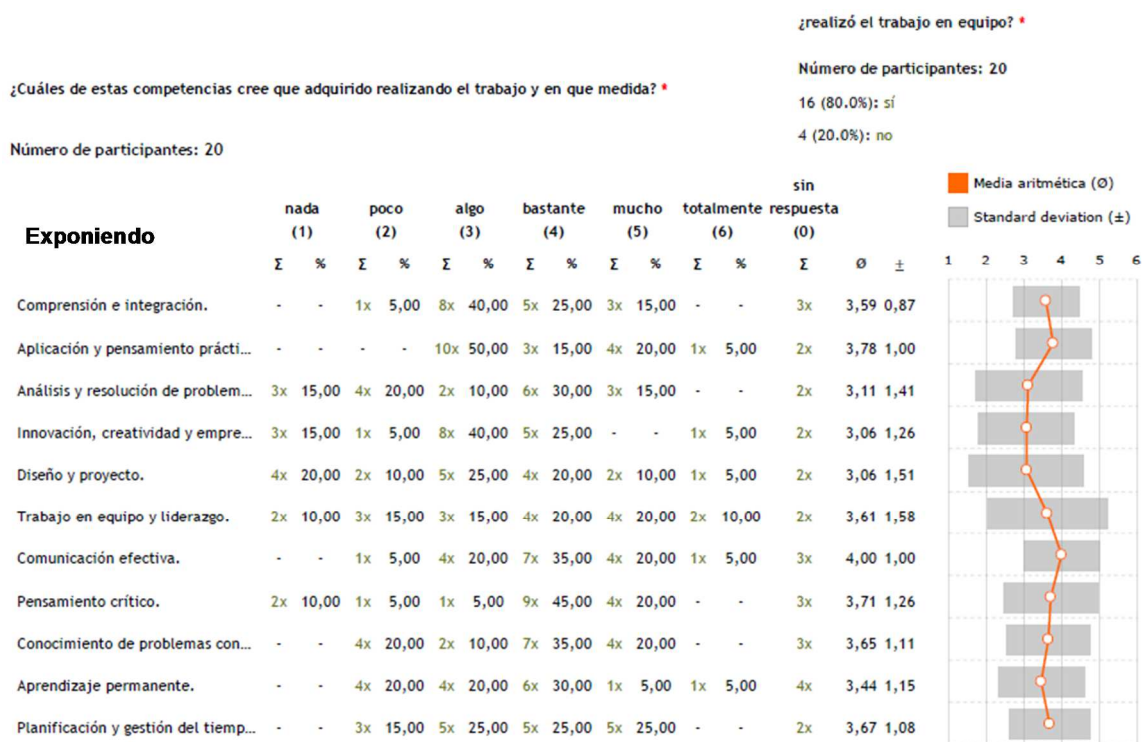 ¿realizó el trabajo en equipo? *
Número de participantes: 20
¿Cuáles de estas competencias cree que adquirido realizando el trabajo y en que medida? *
16 (80.0%): sí
4 (20.0%): no
Número de participantes: 20
Media aritmética (Ø)
Standard deviation (±)
sin
nada poco algo bastante mucho totalmente respuesta
Exponiendo (1) (2) (3) (4) (5) (6) (0)
Σ % Σ % Σ % Σ % Σ % Σ % Σ Ø ± 1 2 3 4 5 6
Comprensión e integración. - - 1x 5,00 8x 40,00 5x 25,00 3x 15,00 - - 3x 3,59 0,87
Aplicación y pensamiento prácti... - - - - 10x 50,00 3x 15,00 4x 20,00 1x 5,00 2x 3,78 1,00
Análisis y resolución de problem... 3x 15,00 4x 20,00 2x 10,00 6x 30,00 3x 15,00 - - 2x 3,11 1,41
Innovación, creatividad y empre... 3x 15,00 1x 5,00 8x 40,00 5x 25,00 - - 1x 5,00 2x 3,06 1,26
Diseño y proyecto. 4x 20,00 2x 10,00 5x 25,00 4x 20,00 2x 10,00 1x 5,00 2x 3,06 1,51
Trabajo en equipo y liderazgo. 2x 10,00 3x 15,00 3x 15,00 4x 20,00 4x 20,00 2x 10,00 2x 3,61 1,58
Comunicación efectiva. - - 1x 5,00 4x 20,00 7x 35,00 4x 20,00 1x 5,00 3x 4,00 1,00
Pensamiento crítico. 2x 10,00 1x 5,00 1x 5,00 9x 45,00 4x 20,00 - - 3x 3,71 1,26
Conocimiento de problemas con... - - 4x 20,00 2x 10,00 7x 35,00 4x 20,00 - - 3x 3,65 1,11
Aprendizaje permanente. - - 4x 20,00 4x 20,00 6x 30,00 1x 5,00 1x 5,00 4x 3,44 1,15
Planificación y gestión del tiemp... - - 3x 15,00 5x 25,00 5x 25,00 5x 25,00 - - 2x 3,67 1,08